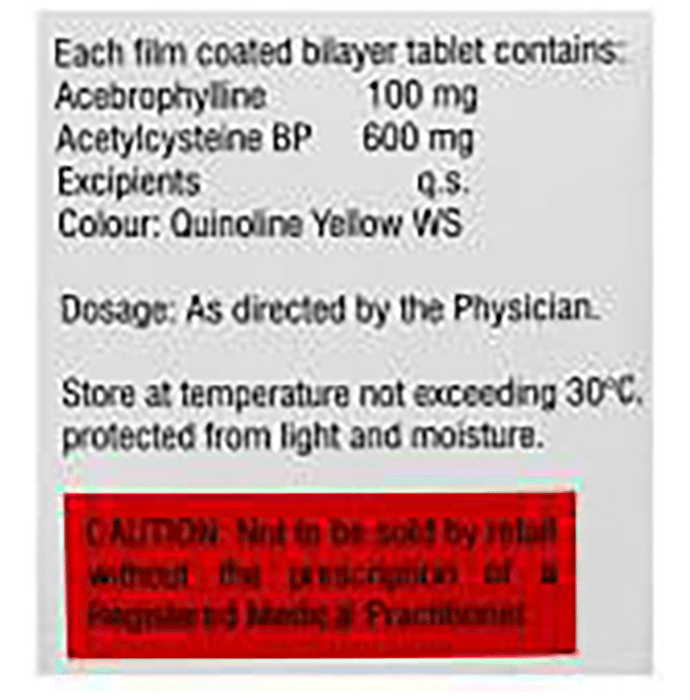 Each film coated bilayer tablet contains:
Acebrophylline 100 mg
Acetylcysteine BP 600 mg
Excipients q.s.
Colour: Quinoline Yellow WS
Dosage: As directed by the Physician.
Store at temperature not exceeding 30°C,
protected from light and moisture.
CAUTION: Not to be sold by retail
without the prescription of a
Registered Medical Practitioner.